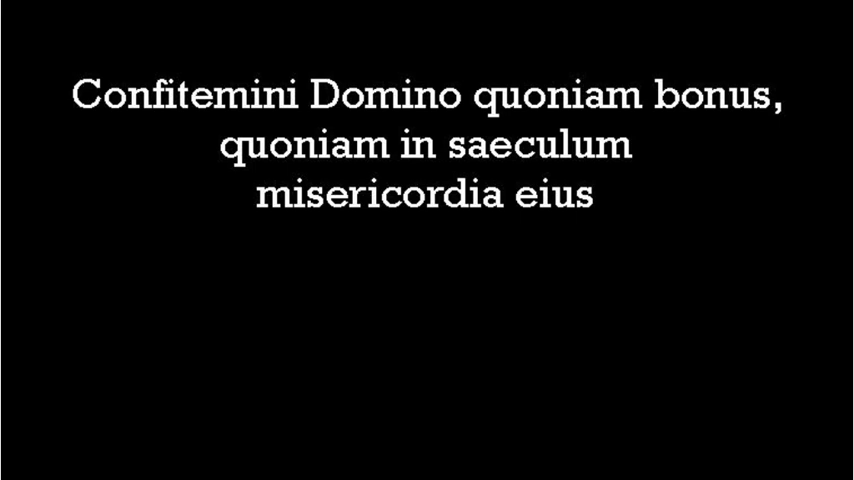 Confitemini Domino quoniam bonus,
quoniam in saeculum
misericordia eius